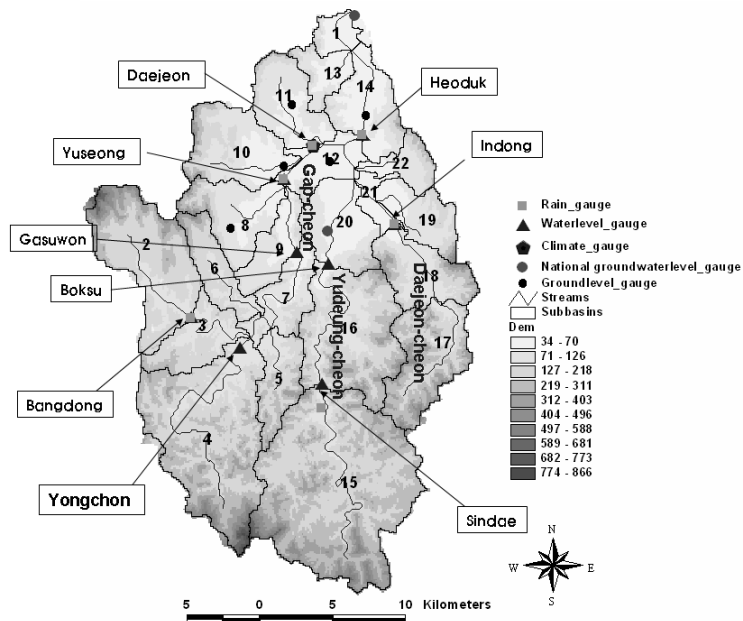 1
13
Daejeon
Heoduk
11
14
Indong
10
12
22
Yuseong
21
Gap-cheon
19
20
8
2
Gasuwon
9
6
18
Boksu
7
Yudeung-cheon
Daejeon-cheon
16
3
17
5
Bangdong
4
Yongchon
15
Sindae
Rain_gauge
Waterlevel_gauge
Climate_gauge
National groundwaterlevel_gauge
Groundlevel_gauge
Streams
Subbasins
Dem
34 - 70
71 - 126
127 - 218
219 - 311
312 - 403
404 - 496
497 - 588
589 - 681
682 - 773
774 - 866
N
W
E
S
5 0 5 10 Kilometers